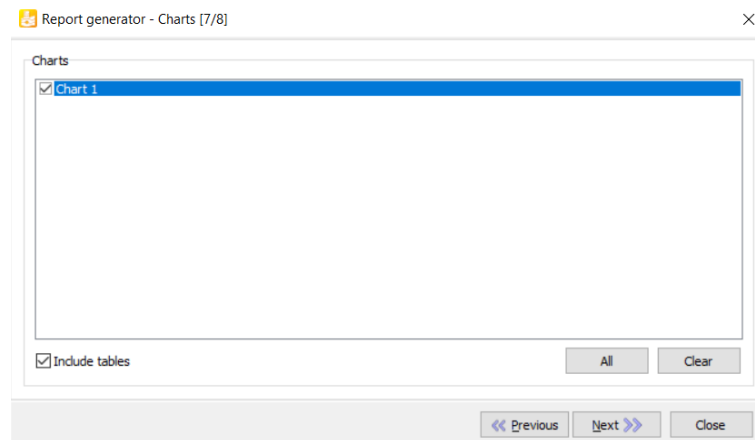 Report generator - Charts [7/8]
Charts
Chart 1
Include tables
All
Clear
Previous
Next
Close